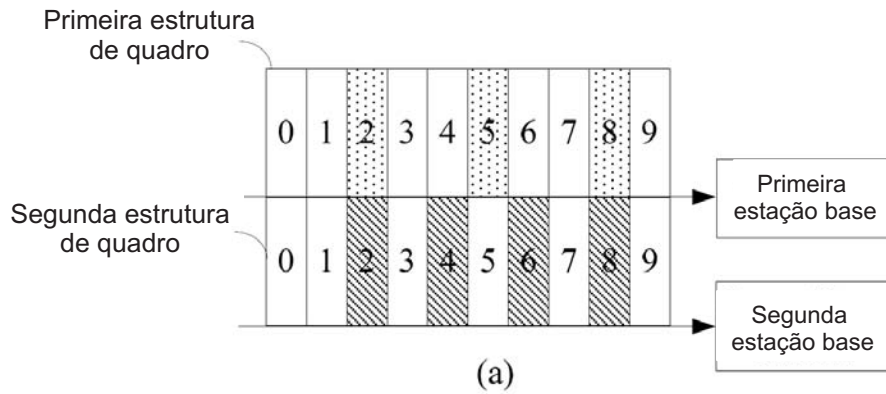 Primeira estrutura
de quadro
0 1 2 3 4 5 6 7 8 9
Primeira
estação base
Segunda estrutura
de quadro
0 1 2 3 4 5 6 7 8 9
Segunda
estação base
(a)